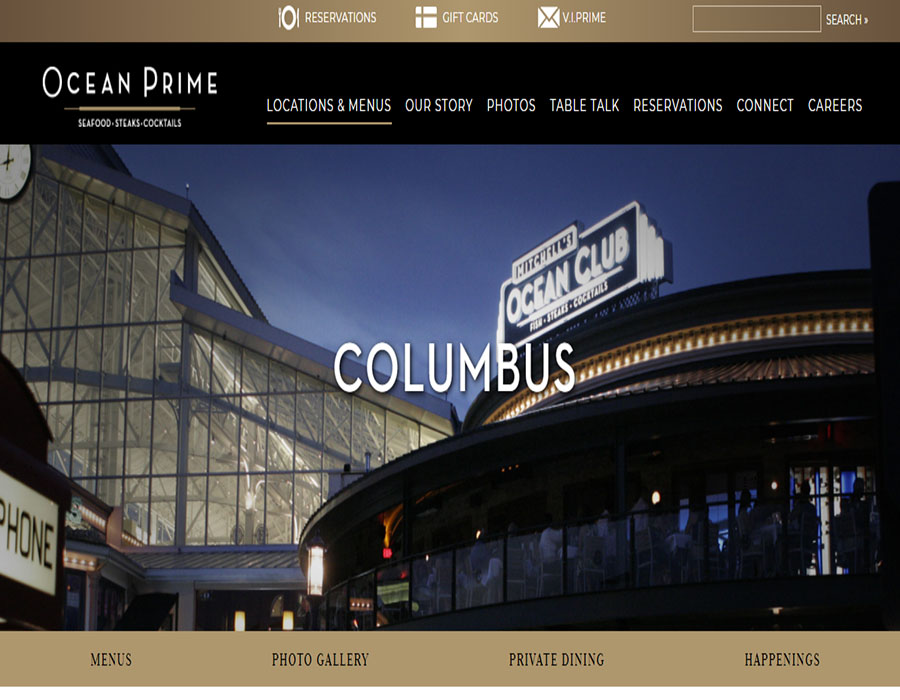 RESERVATIONS GIFT CARDS V.I.PRIME SEARCH »
OCEAN PRIME
SEAFOOD•STEAKS•COCKTAILS
LOCATIONS & MENUS OUR STORY PHOTOS TABLE TALK RESERVATIONS CONNECT CAREERS
MITCHELL'S
OCEAN CLUB
FISH • STEAKS • COCKTAILS
COLUMBUS
PHONE
MENUS PHOTO GALLERY PRIVATE DINING HAPPENINGS